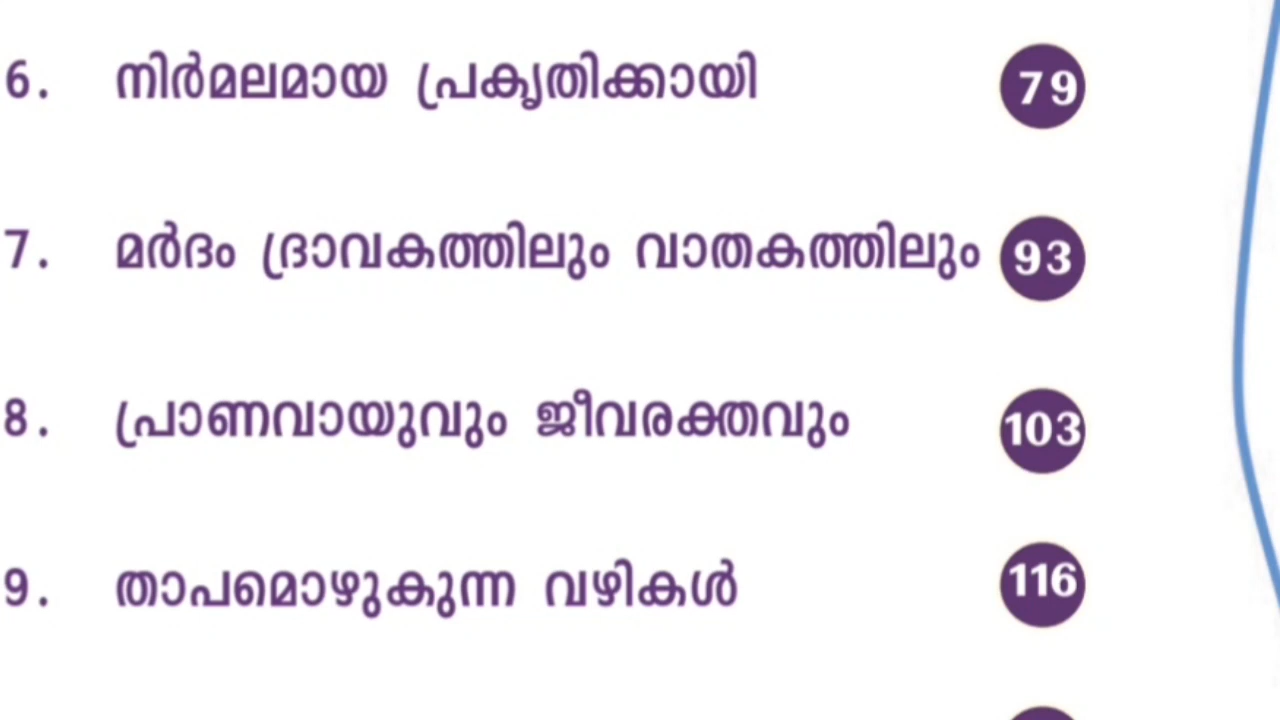 6. നിർമലമായ പ്രകൃതിക്കായി 79
7. മർദം ദ്രാവകത്തിലും വാതകത്തിലും 93
8. പ്രാണവായുവും ജീവരക്തവും 103
9. താപമൊഴുകുന്ന വഴികൾ 116